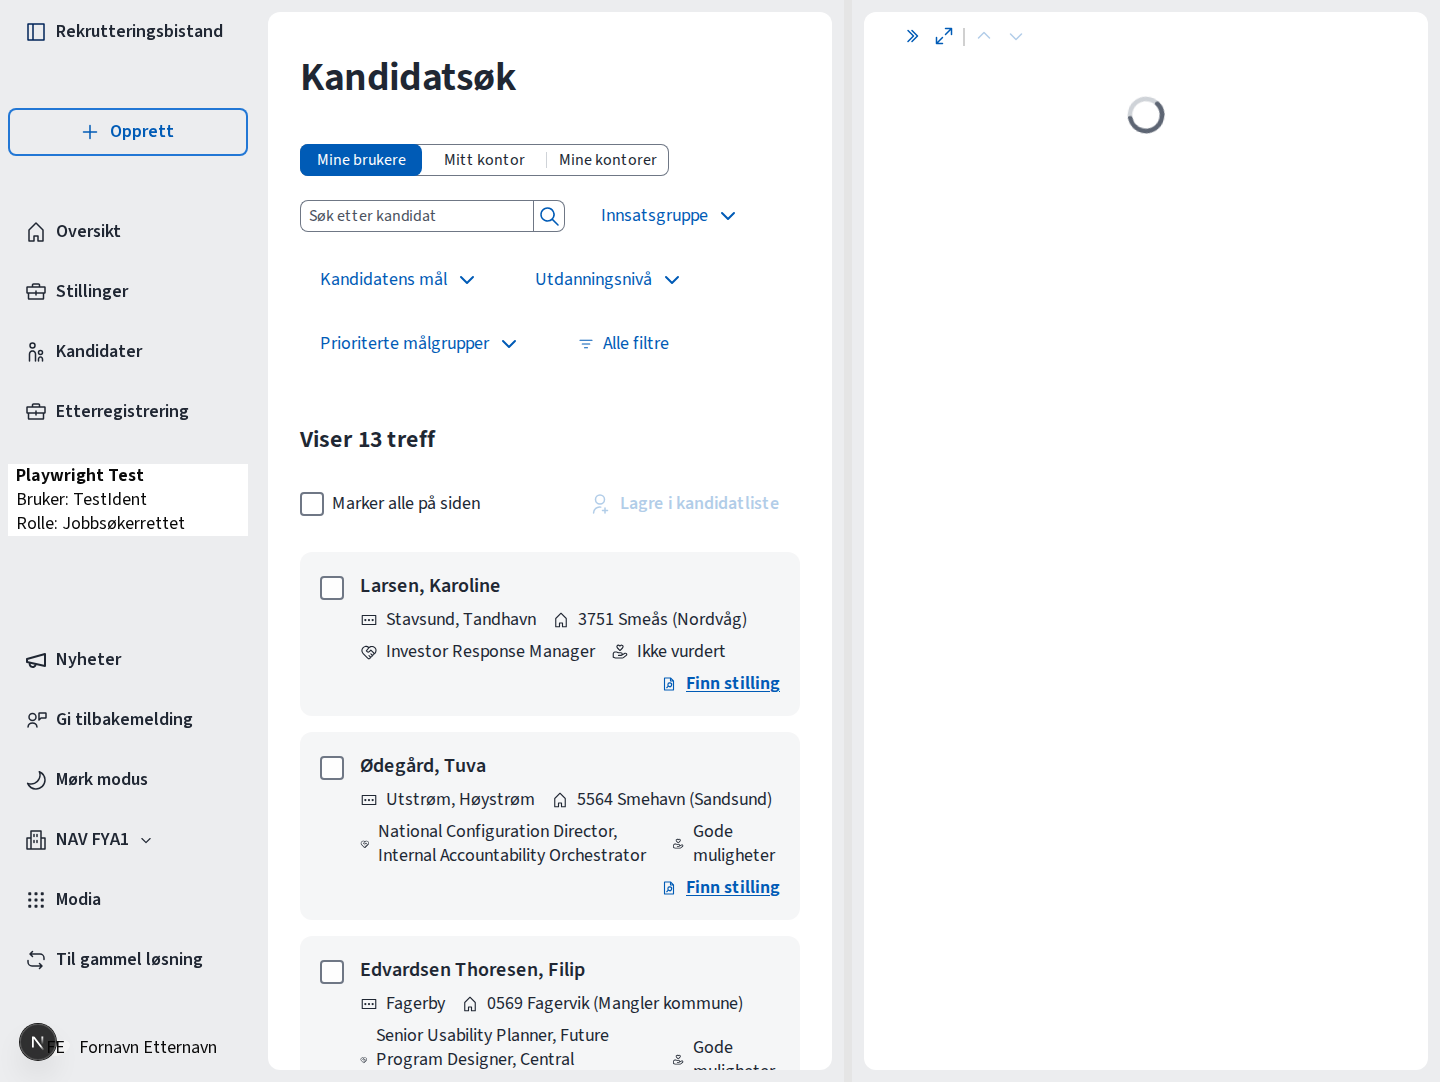 Rekrutteringsbistand
Opprett
Oversikt
Stillinger
Kandidater
Etterregistrering
Playwright Test
Bruker: TestIdent
Rolle: Jobbsøkerrettet
Nyheter
Gi tilbakemelding
Mørk modus
NAV FYA1
Modia
Til gammel løsning
N
FE Fornavn Etternavn
Kandidatsøk
Mine brukere Mitt kontor Mine kontorer
Søk etter kandidat Innsatsgruppe
Kandidatens mål Utdanningsnivå
Prioriterte målgrupper Alle filtre
Viser 13 treff
Marker alle på siden Lagre i kandidatliste
Larsen, Karoline
Stavsund, Tandhavn 3751 Smeås (Nordvåg)
Investor Response Manager Ikke vurdert
Finn stilling
Ødegård, Tuva
Utstrøm, Høystrøm 5564 Smehavn (Sandsund)
National Configuration Director,
Internal Accountability Orchestrator
Gode
muligheter
Finn stilling
Edvardsen Thoresen, Filip
Fagerby 0569 Fagervik (Mangler kommune)
Senior Usability Planner, Future
Program Designer, Central
Gode
muligheter